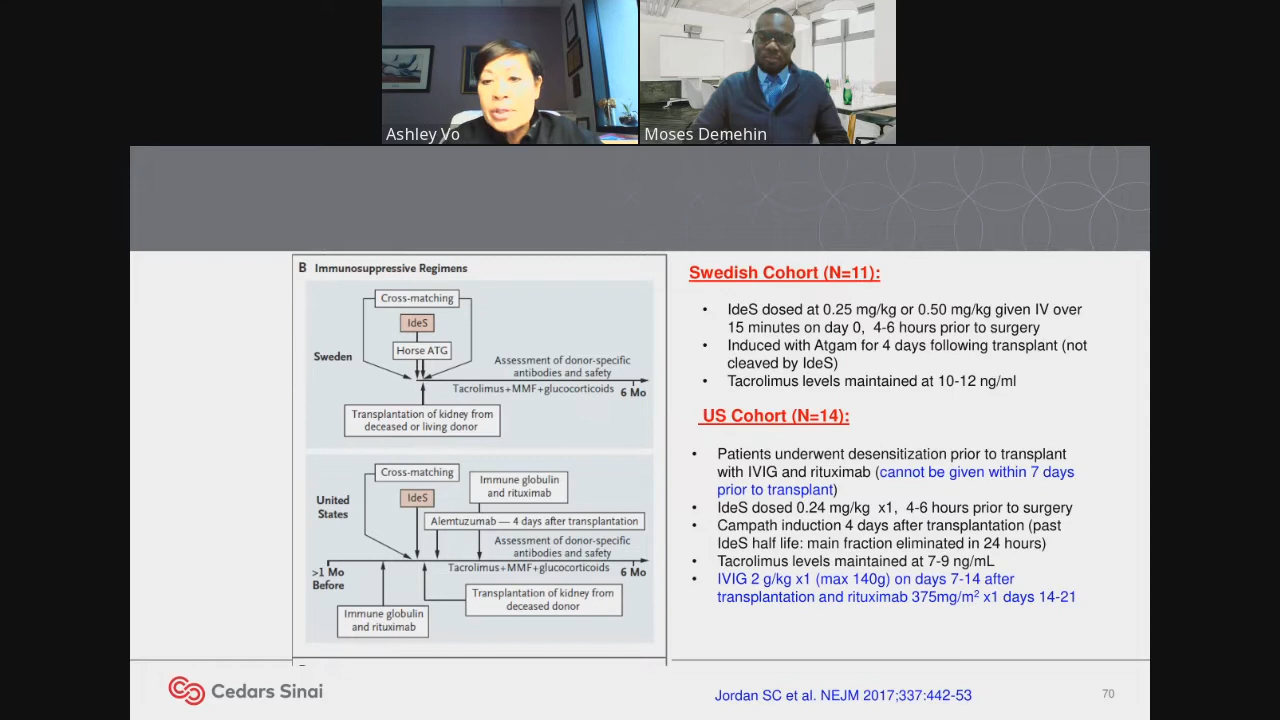 Ashley Vo
Moses Demehin
B Immunosuppressive Regimens
Cross-matching
IdeS
Horse ATG
Sweden
Assessment of donor-specific
antibodies and safety
Tacrolimus+MMF+glucocorticoids
6 Mo
Transplantation of kidney from
deceased or living donor
Cross-matching
Immune globulin
and rituximab
United
States
IdeS
Alemtuzumab — 4 days after transplantation
Assessment of donor-specific
antibodies and safety
>1 Mo
Before
Tacrolimus+MMF+glucocorticoids
6 Mo
Transplantation of kidney from
deceased donor
Immune globulin
and rituximab
Swedish Cohort (N=11):
• IdeS dosed at 0.25 mg/kg or 0.50 mg/kg given IV over
15 minutes on day 0, 4-6 hours prior to surgery
• Induced with Atgam for 4 days following transplant (not
cleaved by IdeS)
• Tacrolimus levels maintained at 10-12 ng/ml
US Cohort (N=14):
• Patients underwent desensitization prior to transplant
with IVIG and rituximab (cannot be given within 7 days
prior to transplant)
• IdeS dosed 0.24 mg/kg x1, 4-6 hours prior to surgery
• Campath induction 4 days after transplantation (past
IdeS half life: main fraction eliminated in 24 hours)
• Tacrolimus levels maintained at 7-9 ng/mL
• IVIG 2 g/kg x1 (max 140g) on days 7-14 after
transplantation and rituximab 375mg/m² x1 days 14-21
Cedars Sinai
Jordan SC et al. NEJM 2017;337:442-53
70